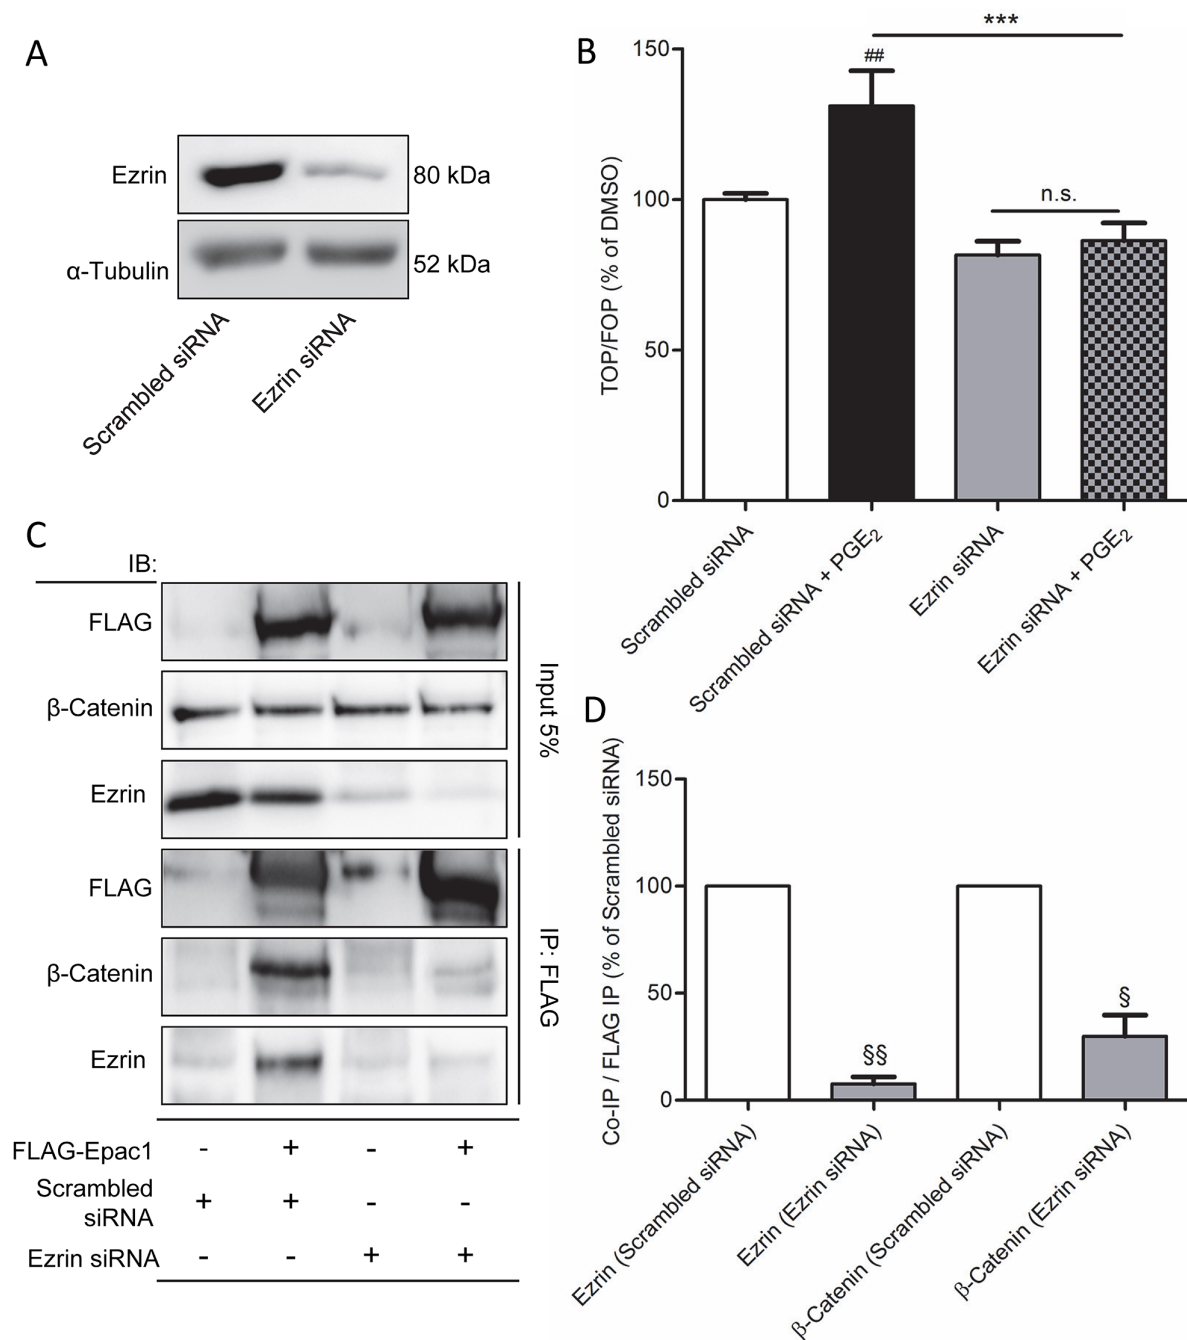 A
Ezrin
80 kDa
α-Tubulin
52 kDa
Scrambled siRNA
Ezrin siRNA
B
TOP/FOP (% of DMSO)
150
100
50
0
##
***
n.s.
Scrambled siRNA
Scrambled siRNA + PGE₂
Ezrin siRNA
Ezrin siRNA + PGE₂
C
IB:
FLAG
β-Catenin
Ezrin
Input 5%
FLAG
β-Catenin
Ezrin
IP: FLAG
FLAG-Epac1 - + - +
Scrambled
siRNA + + - -
Ezrin siRNA - - + +
D
Co-IP / FLAG IP (% of Scrambled siRNA)
150
100
50
0
§§
§
Ezrin (Scrambled siRNA)
Ezrin (Ezrin siRNA)
β-Catenin (Scrambled siRNA)
β-Catenin (Ezrin siRNA)